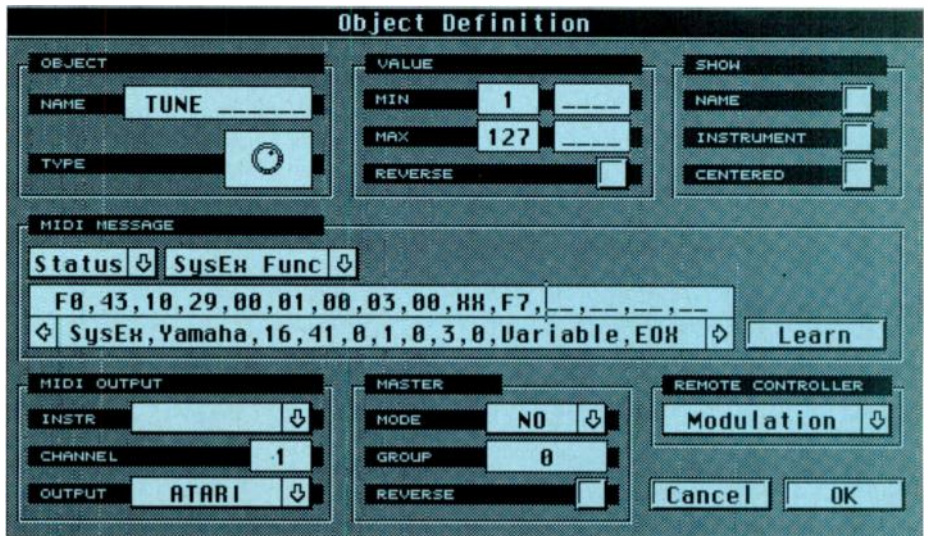 Object Definition
OBJECT
NAME TUNE ______
TYPE
VALUE
MIN 1 ____
MAX 127 ____
REVERSE
SHOW
NAME
INSTRUMENT
CENTERED
MIDI MESSAGE
Status SysEx Func
F0,43,10,29,00,01,00,03,00,XX,F7,__,__,__,__
SysEx,Yamaha,16,41,0,1,0,3,0,Variable,EOX
Learn
MIDI OUTPUT
INSTR
CHANNEL 1
OUTPUT ATARI
MASTER
MODE NO
GROUP 0
REVERSE
REMOTE CONTROLLER
Modulation
Cancel OK